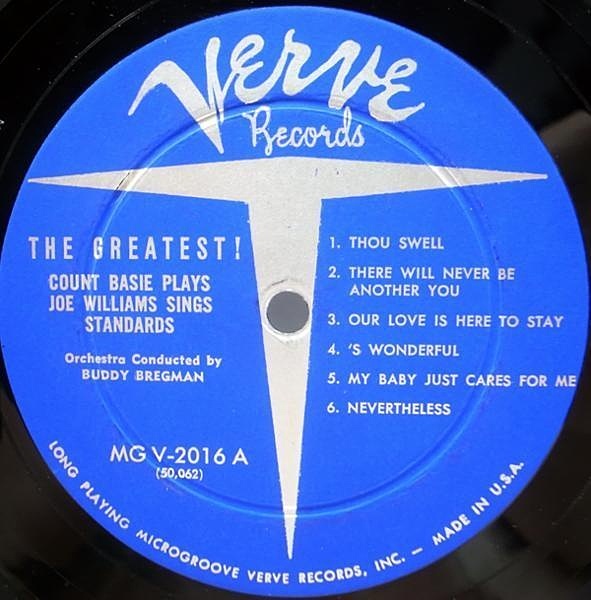 Verve
Records
THE GREATEST!
COUNT BASIE PLAYS
JOE WILLIAMS SINGS
STANDARDS
Orchestra Conducted by
BUDDY BREGMAN
1. THOU SWELL
2. THERE WILL NEVER BE
ANOTHER YOU
3. OUR LOVE IS HERE TO STAY
4. 'S WONDERFUL
5. MY BABY JUST CARES FOR ME
6. NEVERTHELESS
MG V-2016 A
(50,062)
LONG PLAYING MICROGROOVE VERVE RECORDS, INC. — MADE IN U.S.A.